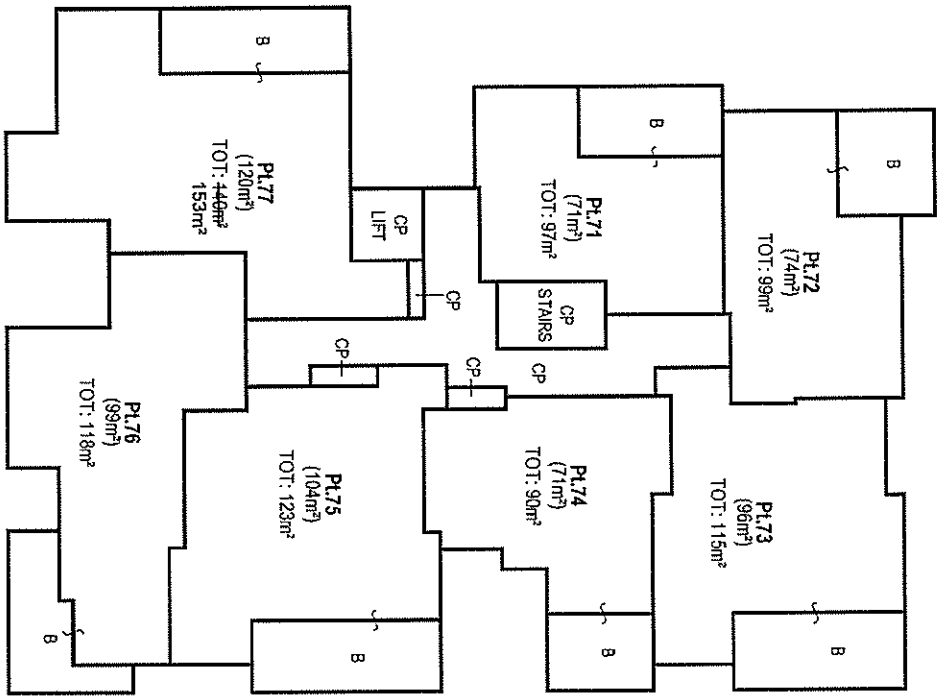 B
Pt.77
(120m²)
TOT: 140m²
153m²
CP
LIFT
CP
B
Pt.71
(71m²)
TOT: 97m²
CP
STAIRS
B
Pt.72
(74m²)
TOT: 99m²
CP
CP
CP
Pt.76
(99m²)
TOT: 118m²
B
Pt.75
(104m²)
TOT: 123m²
B
Pt.74
(71m²)
TOT: 90m²
B
Pt.73
(96m²)
TOT: 115m²
B